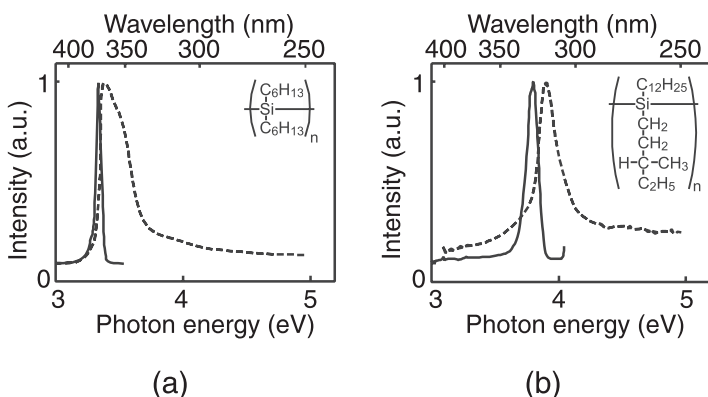 Wavelength (nm)
400 350 300 250
1
Intensity (a.u.)
0
3 4 5
Photon energy (eV)
C6H13
Si
C6H13
n
(a)
Wavelength (nm)
400 350 300 250
1
Intensity (a.u.)
0
3 4 5
Photon energy (eV)
C12H25
Si
CH2
CH2
H C CH3
C2H5
n
(b)